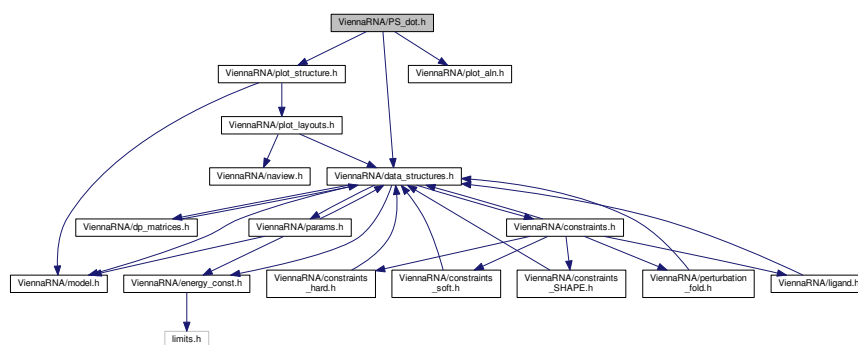 ViennaRNA/PS_dot.h
ViennaRNA/plot_structure.h
ViennaRNA/plot_aln.h
ViennaRNA/plot_layouts.h
ViennaRNA/naview.h
ViennaRNA/data_structures.h
ViennaRNA/dp_matrices.h
ViennaRNA/params.h
ViennaRNA/constraints.h
ViennaRNA/model.h
ViennaRNA/energy_const.h
ViennaRNA/constraints
_hard.h
ViennaRNA/constraints
_soft.h
ViennaRNA/constraints
_SHAPE.h
ViennaRNA/perturbation
_fold.h
ViennaRNA/ligand.h
limits.h